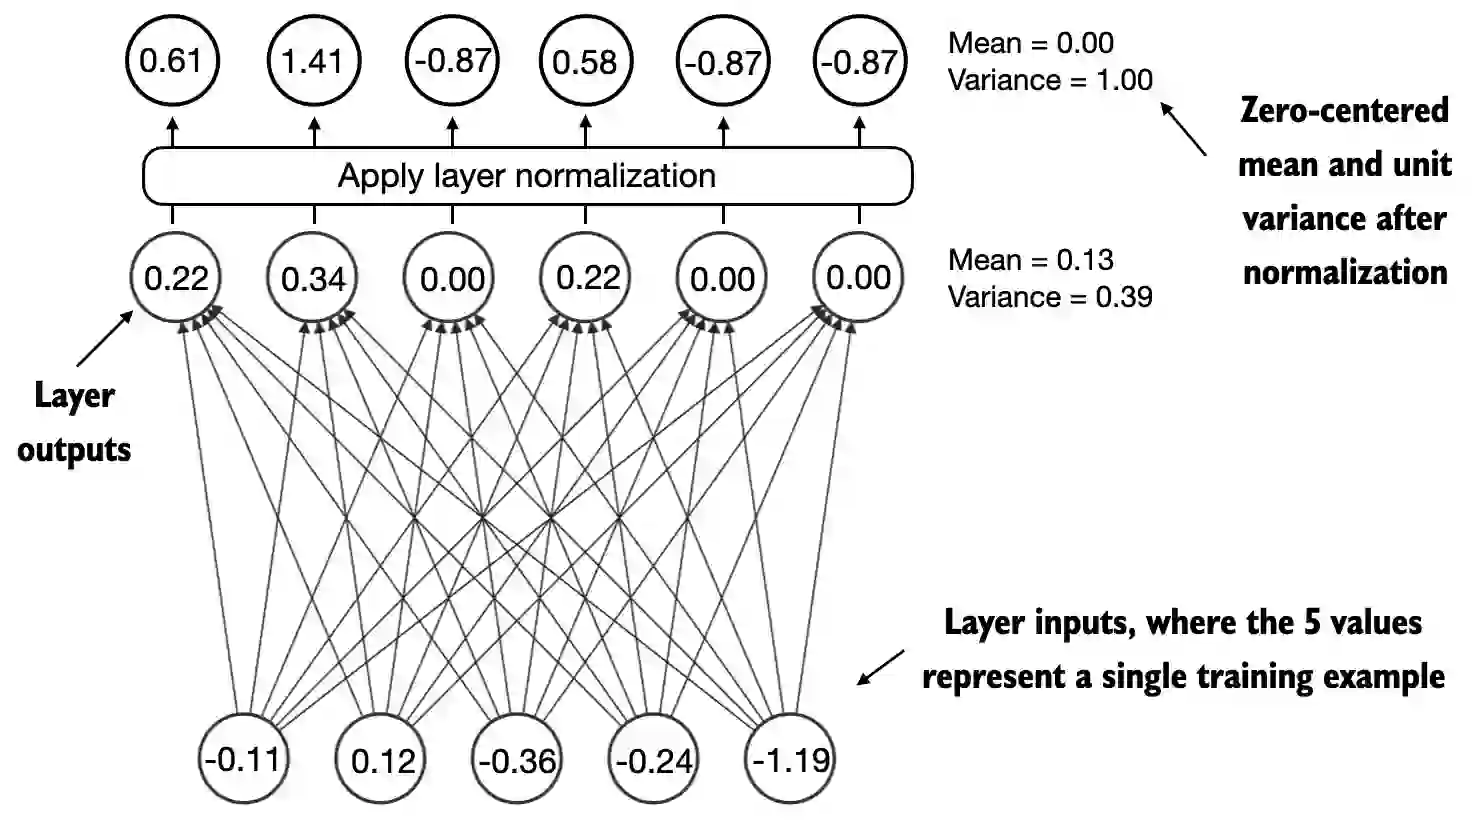 0.61 1.41 -0.87 0.58 -0.87 -0.87
Mean = 0.00
Variance = 1.00
Zero-centered
mean and unit
variance after
normalization
Apply layer normalization
0.22 0.34 0.00 0.22 0.00 0.00
Mean = 0.13
Variance = 0.39
Layer
outputs
Layer inputs, where the 5 values
represent a single training example
-0.11 0.12 -0.36 -0.24 -1.19